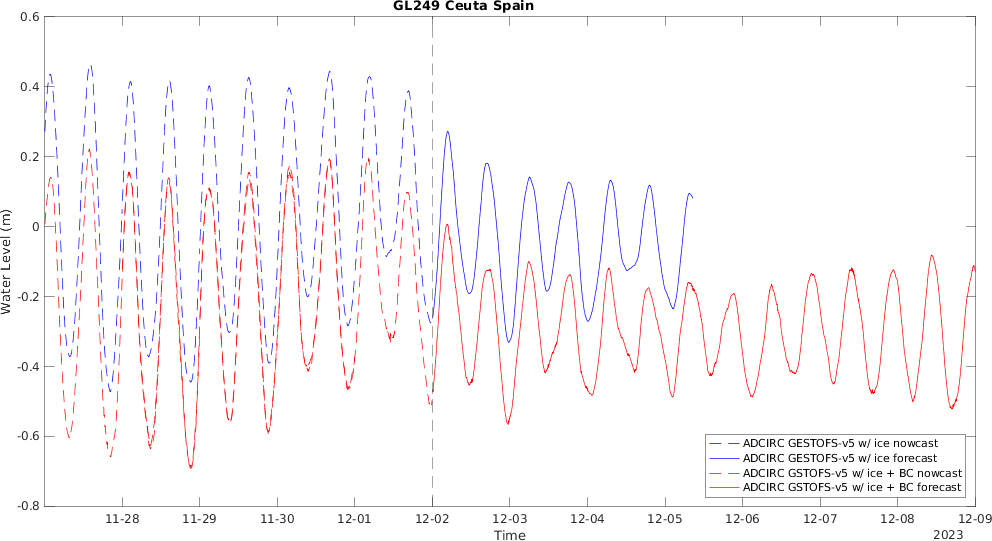 GL249 Ceuta Spain
0.6
0.4
0.2
0
-0.2
-0.4
-0.6
-0.8
Water Level (m)
ADCIRC GESTOFS-v5 w/ ice nowcast
ADCIRC GESTOFS-v5 w/ ice forecast
ADCIRC GSTOFS-v5 w/ ice + BC nowcast
ADCIRC GSTOFS-v5 w/ ice + BC forecast
11-28 11-29 11-30 12-01 12-02 12-03 12-04 12-05 12-06 12-07 12-08 12-09
Time
2023